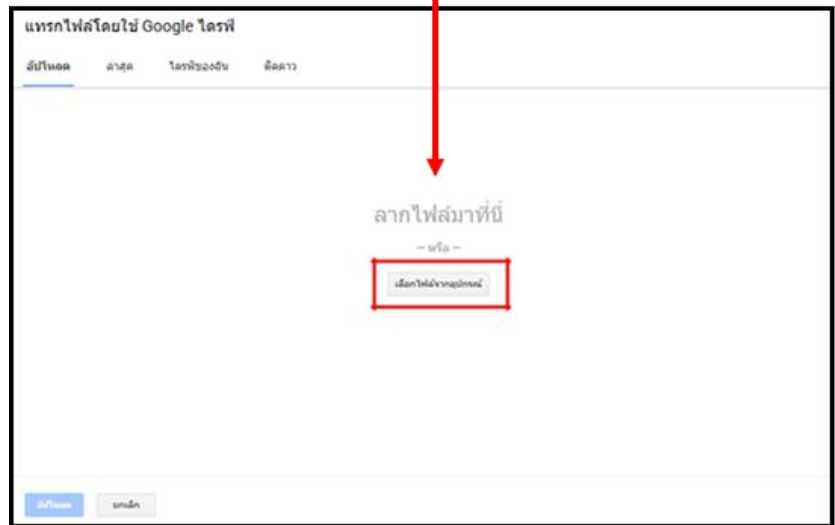 แทรกไฟล์โดยใช้ Google ไดรฟ์
อัปโหลด ล่าสุด ไดรฟ์ของฉัน ติดดาว
ลากไฟล์มาที่นี่
– หรือ –
เลือกไฟล์จากอุปกรณ์
อัปโหลด ยกเลิก